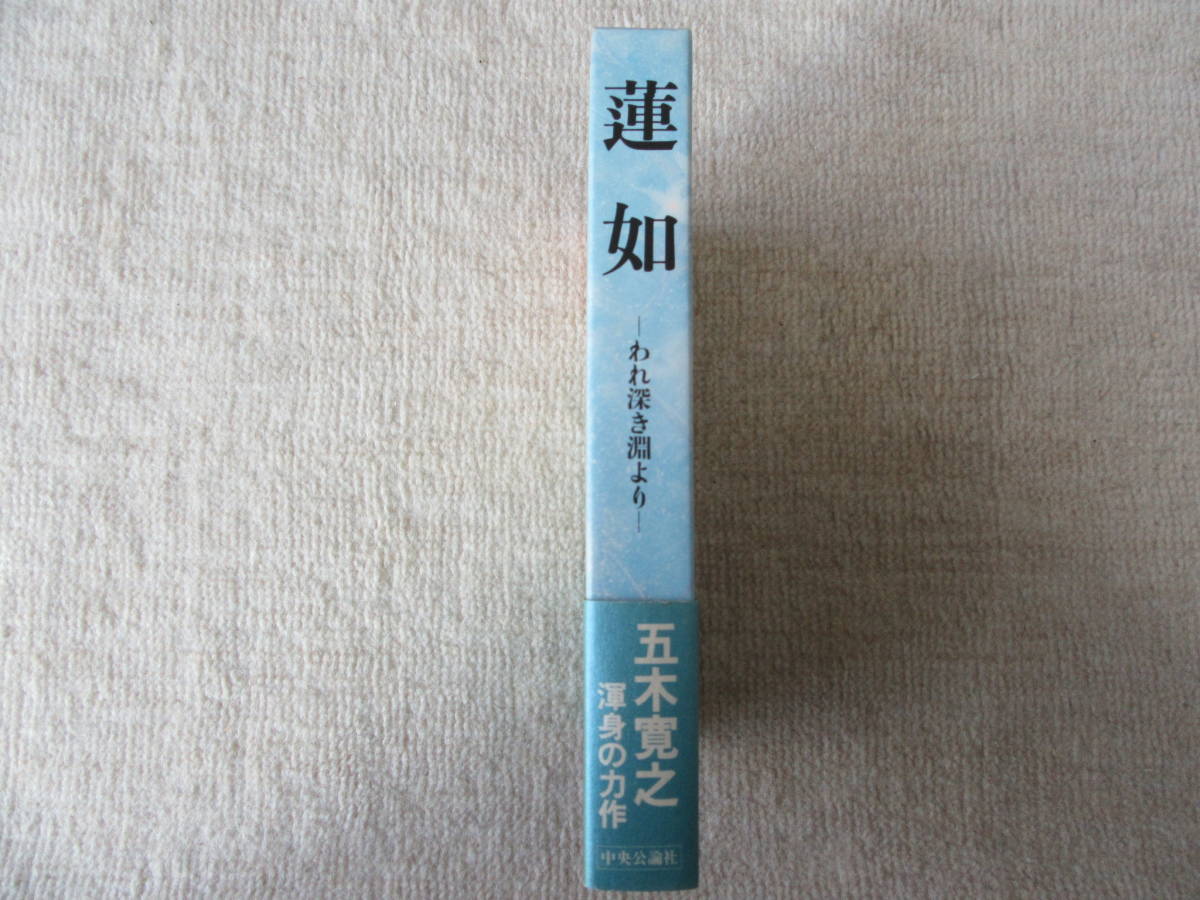 蓮如
―われ深き淵より―
五木寛之
渾身の力作
中央公論社